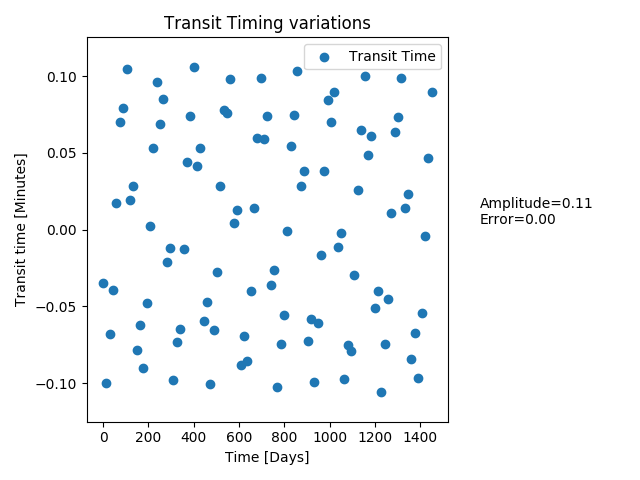 Transit Timing variations
Transit Time
0.10
0.05
0.00
−0.05
−0.10
Transit time [Minutes]
0 200 400 600 800 1000 1200 1400
Time [Days]
Amplitude=0.11
Error=0.00